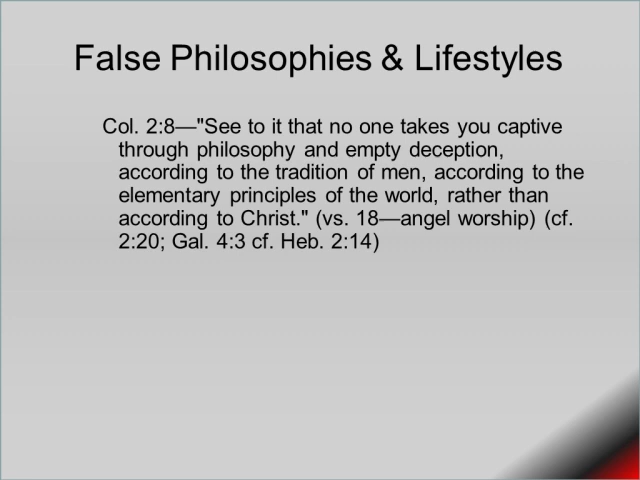 False Philosophies & Lifestyles
Col. 2:8—"See to it that no one takes you captive
through philosophy and empty deception,
according to the tradition of men, according to the
elementary principles of the world, rather than
according to Christ." (vs. 18—angel worship) (cf.
2:20; Gal. 4:3 cf. Heb. 2:14)